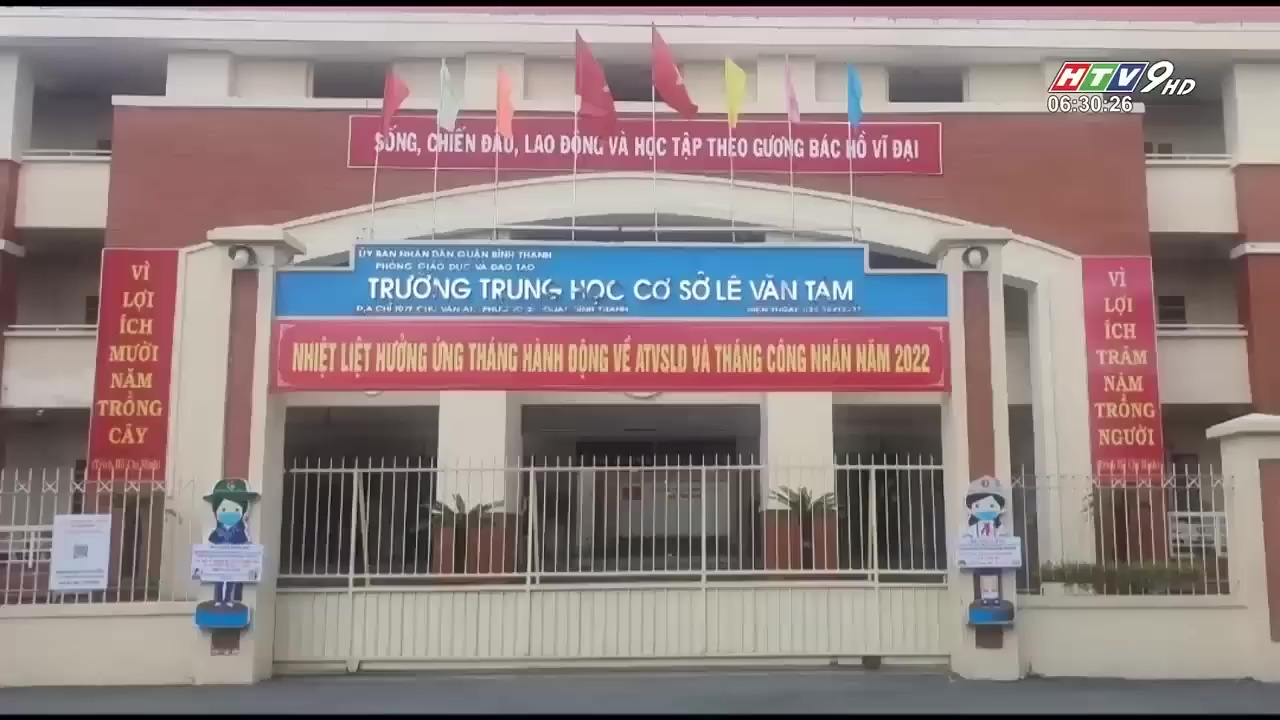 HTV9 HD
06:30:26
SỐNG, CHIẾN ĐẤU, LAO ĐỘNG VÀ HỌC TẬP THEO GƯƠNG BÁC HỒ VĨ ĐẠI
ỦY BAN NHÂN DÂN QUẬN BÌNH THẠNH
PHÒNG GIÁO DỤC VÀ ĐÀO TẠO
TRƯỜNG TRUNG HỌC CƠ SỞ LÊ VĂN TÁM
NHIỆT LIỆT HƯỞNG ỨNG THÁNG HÀNH ĐỘNG VỀ ATVSLĐ VÀ THÁNG CÔNG NHÂN NĂM 2022
VÌ
LỢI
ÍCH
MƯỜI
NĂM
TRỒNG
CÂY
VÌ
LỢI
ÍCH
TRĂM
NĂM
TRỒNG
NGƯỜI